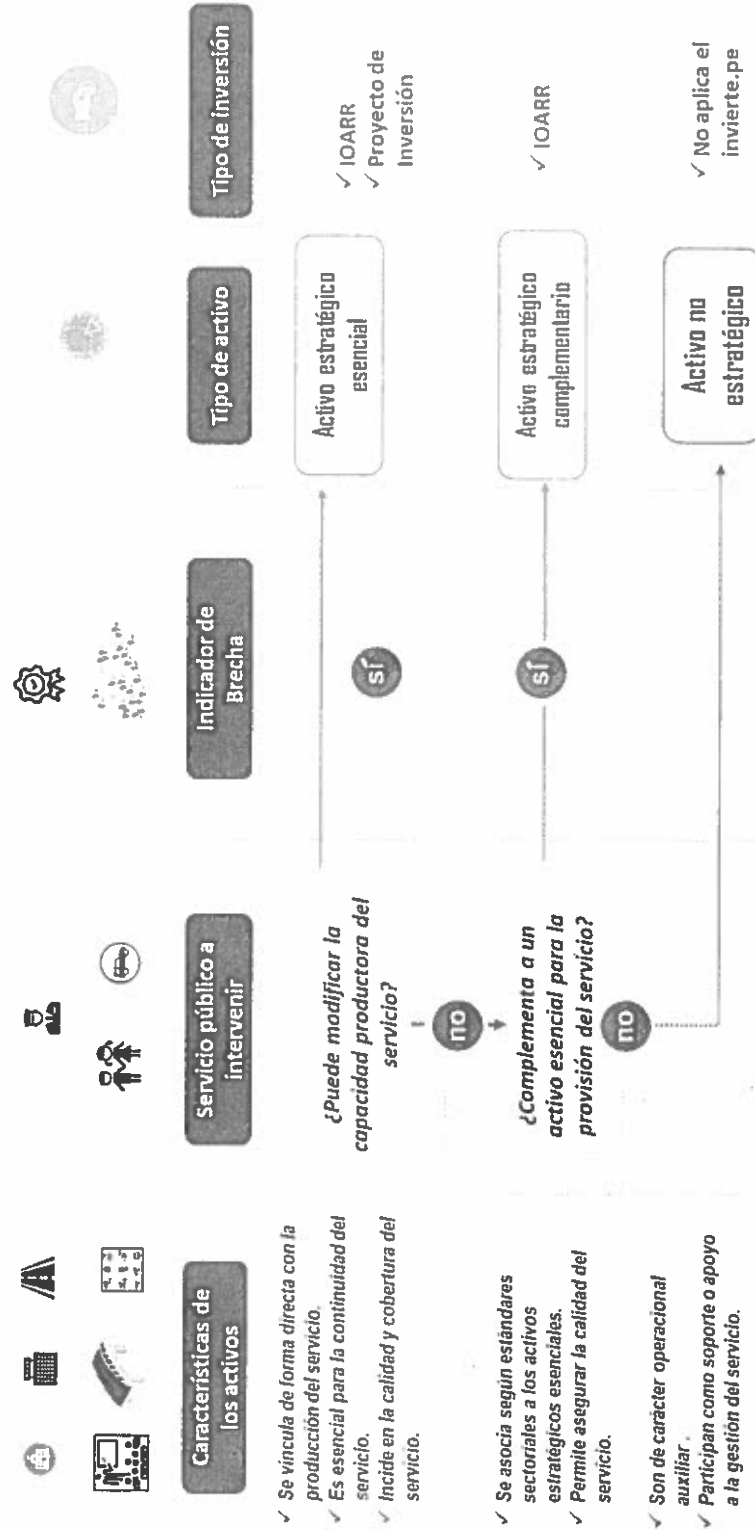 Características de
los activos
Servicio público a
intervenir
Indicador de
Brecha
Tipo de activo
Tipo de inversión
✓ Se vincula de forma directa con la
producción del servicio.
✓ Es esencial para la continuidad del
servicio.
✓ Incide en la calidad y cobertura del
servicio.
¿Puede modificar la
capacidad productora del
servicio?
sí
Activo estratégico
esencial
✓ IOARR
✓ Proyecto de
Inversión
no
✓ Se asocia según estándares
sectoriales a los activos
estratégicos esenciales.
✓ Permite asegurar la calidad del
servicio.
¿Complementa a un
activo esencial para la
provisión del servicio?
sí
Activo estratégico
complementario
✓ IOARR
no
✓ Son de carácter operacional
auxiliar.
✓ Participan como soporte o apoyo
a la gestión del servicio.
Activo no
estratégico
✓ No aplica el
invierte.pe